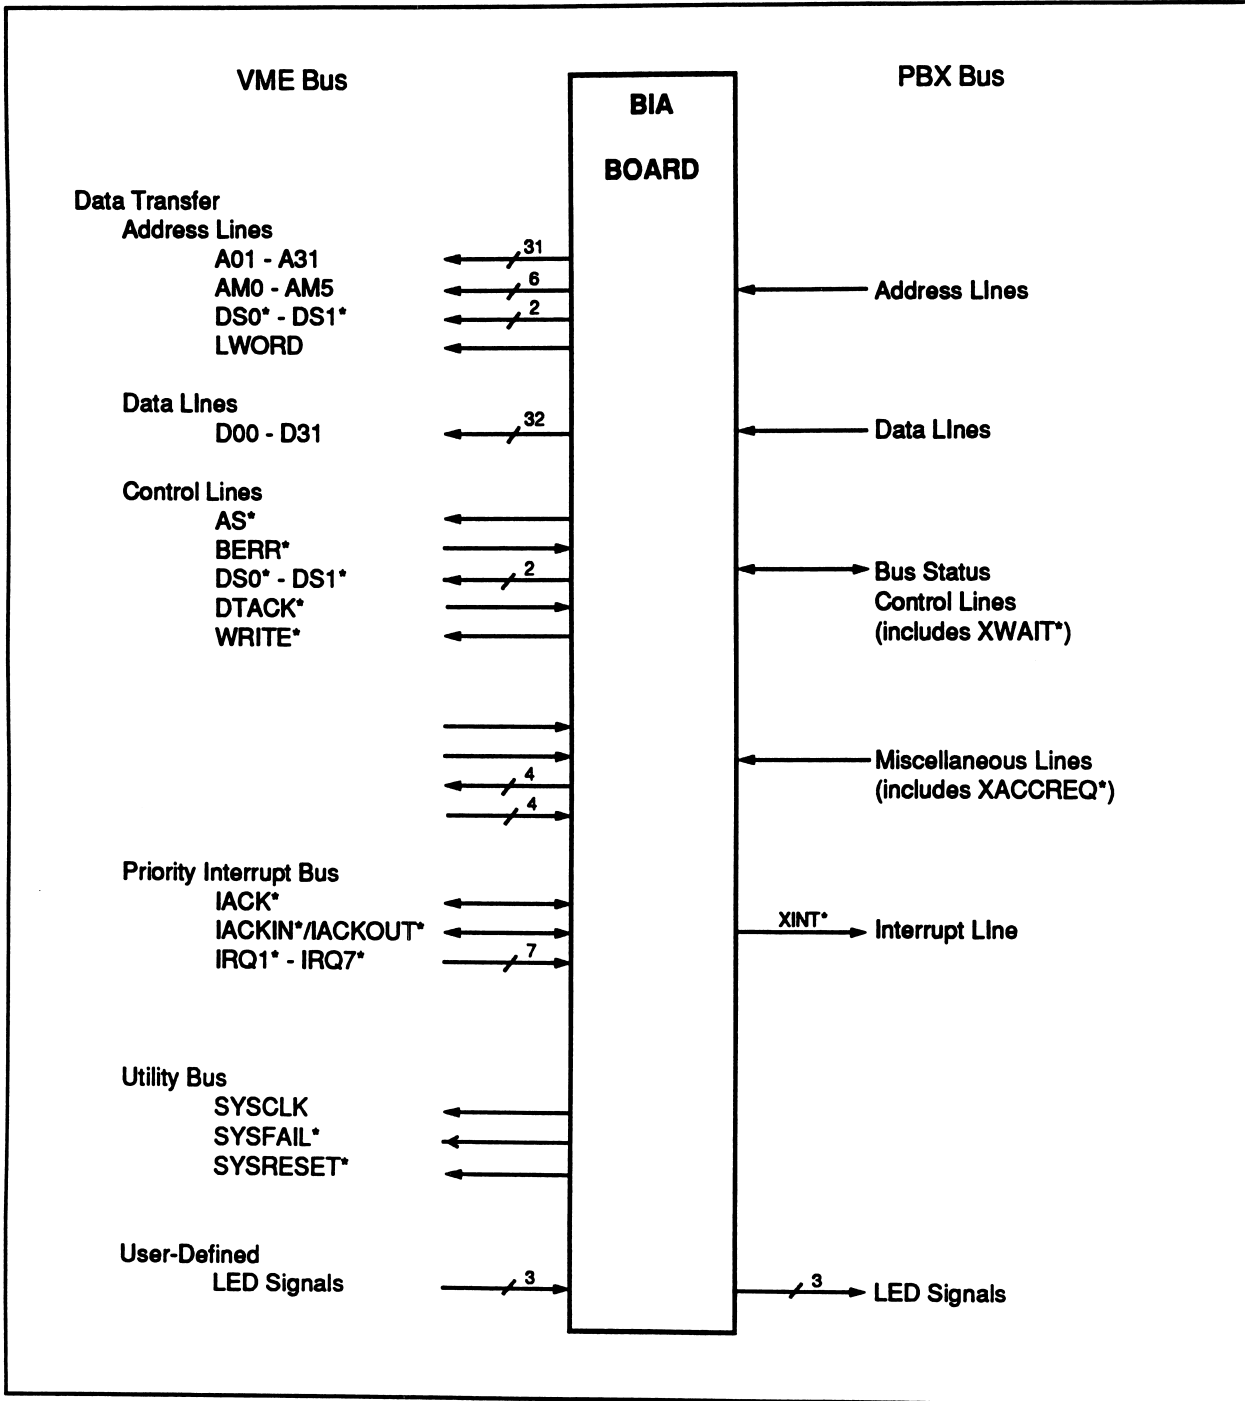 VME Bus
BIA
BOARD
PBX Bus
Data Transfer
Address Lines
A01 - A31
31
AM0 - AM5
6
DS0* - DS1*
2
LWORD
Address Lines
Data Lines
D00 - D31
32
Data Lines
Control Lines
AS*
BERR*
DS0* - DS1*
2
DTACK*
WRITE*
Bus Status
Control Lines
(includes XWAIT*)
4
4
Miscellaneous Lines
(includes XACCREQ*)
Priority Interrupt Bus
IACK*
IACKIN*/IACKOUT*
IRQ1* - IRQ7*
7
XINT*
Interrupt Line
Utility Bus
SYSCLK
SYSFAIL*
SYSRESET*
User-Defined
LED Signals
3
3
LED Signals